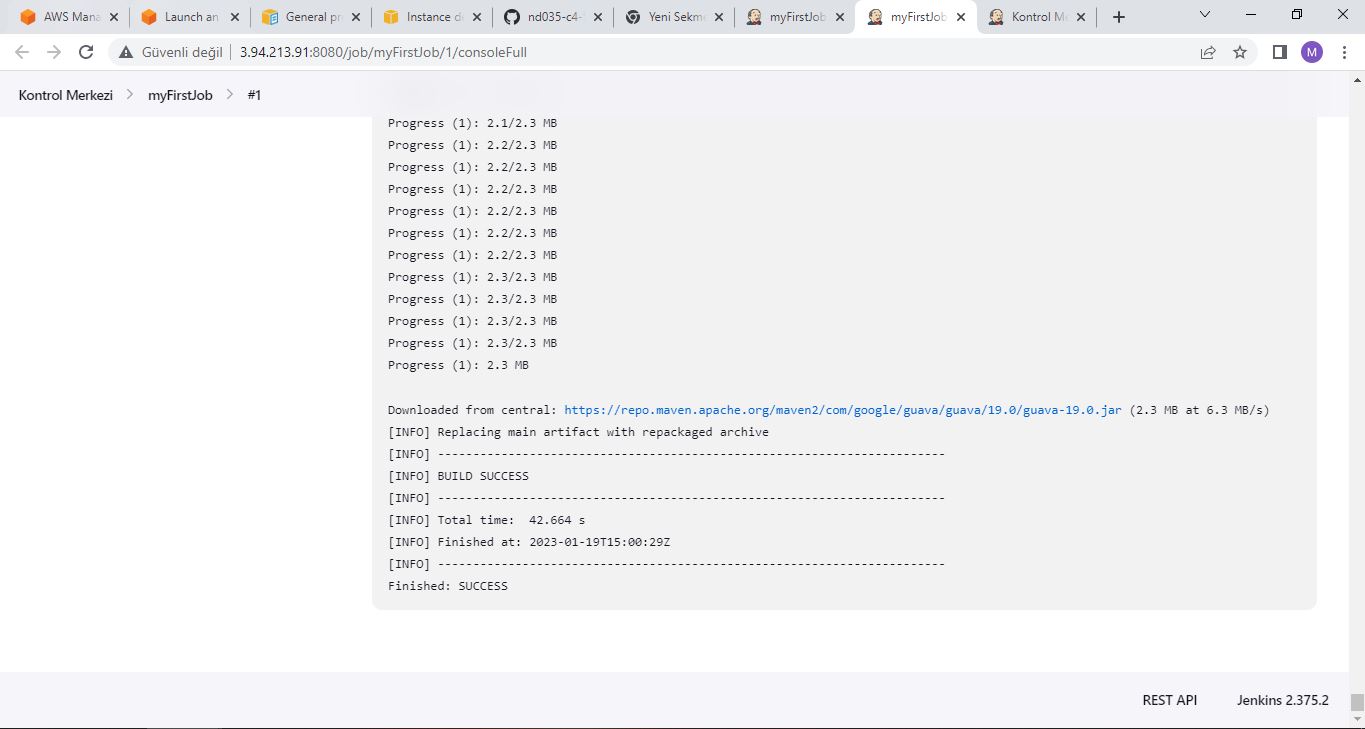 AWS Mana
Launch an
General pr
Instance d
nd035-c4-
Yeni Sekme
myFirstJob
myFirstJob
Kontrol Me
Güvenli değil
3.94.213.91:8080/job/myFirstJob/1/consoleFull
M
Kontrol Merkezi
myFirstJob
#1
Progress (1): 2.1/2.3 MB
Progress (1): 2.2/2.3 MB
Progress (1): 2.2/2.3 MB
Progress (1): 2.2/2.3 MB
Progress (1): 2.2/2.3 MB
Progress (1): 2.2/2.3 MB
Progress (1): 2.2/2.3 MB
Progress (1): 2.3/2.3 MB
Progress (1): 2.3/2.3 MB
Progress (1): 2.3/2.3 MB
Progress (1): 2.3/2.3 MB
Progress (1): 2.3 MB
Downloaded from central: https://repo.maven.apache.org/maven2/com/google/guava/guava/19.0/guava-19.0.jar (2.3 MB at 6.3 MB/s)
[INFO] Replacing main artifact with repackaged archive
[INFO] ------------------------------------------------------------------------
[INFO] BUILD SUCCESS
[INFO] ------------------------------------------------------------------------
[INFO] Total time:  42.664 s
[INFO] Finished at: 2023-01-19T15:00:29Z
[INFO] ------------------------------------------------------------------------
Finished: SUCCESS
REST API
Jenkins 2.375.2